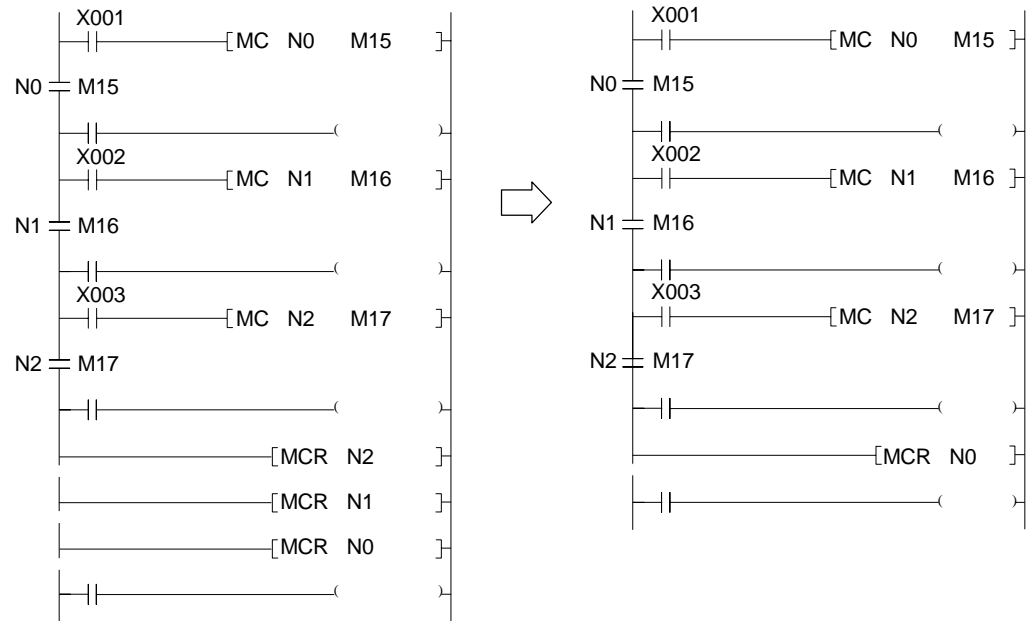 X001
[MC N0 M15 ]
N0 M15
( )
X002
[MC N1 M16 ]
N1 M16
( )
X003
[MC N2 M17 ]
N2 M17
( )
[MCR N2 ]
[MCR N1 ]
[MCR N0 ]
( )
X001
[MC N0 M15 ]
N0 M15
( )
X002
[MC N1 M16 ]
N1 M16
( )
X003
[MC N2 M17 ]
N2 M17
( )
[MCR N0 ]
( )